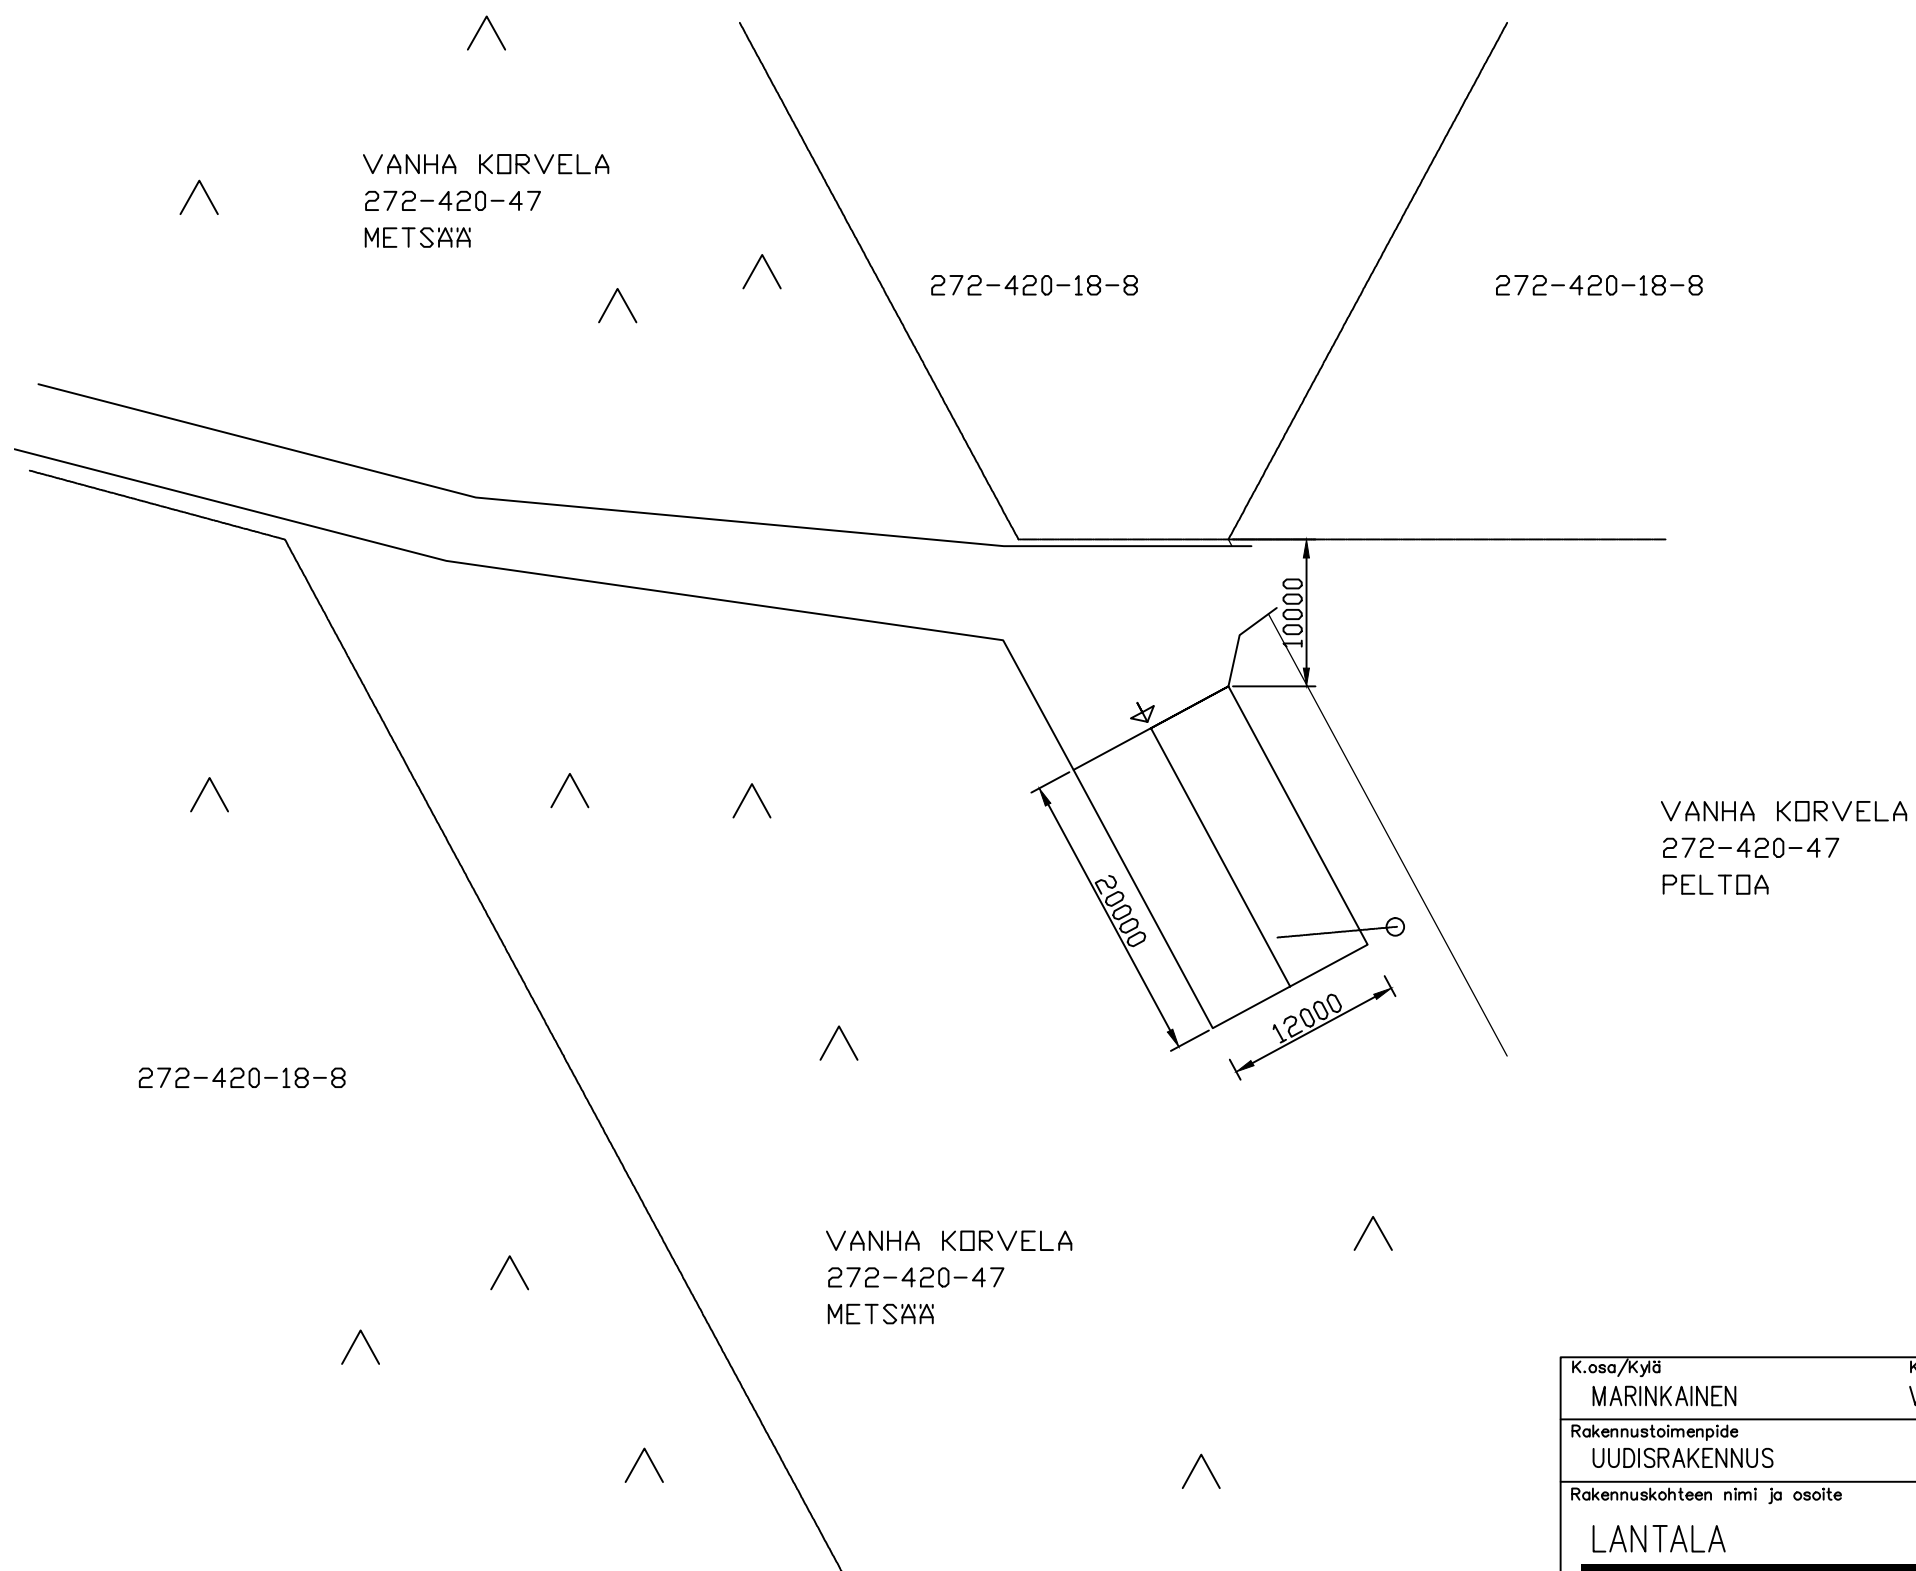 VANHA KORVELA
272-420-47
METSÄÄ
272-420-18-8
272-420-18-8
10000
VANHA KORVELA
272-420-47
PELTOA
20000
12000
272-420-18-8
VANHA KORVELA
272-420-47
METSÄÄ
K.osa/Kylä
MARINKAINEN
Rakennustoimenpide
UUDISRAKENNUS
Rakennuskohteen nimi ja osoite
LANTALA